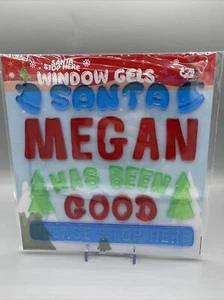 SANTA
STOP HERE
WINDOW GELS
SANTA
MEGAN
HAS BEEN
GOOD
PLEASE STOP HERE